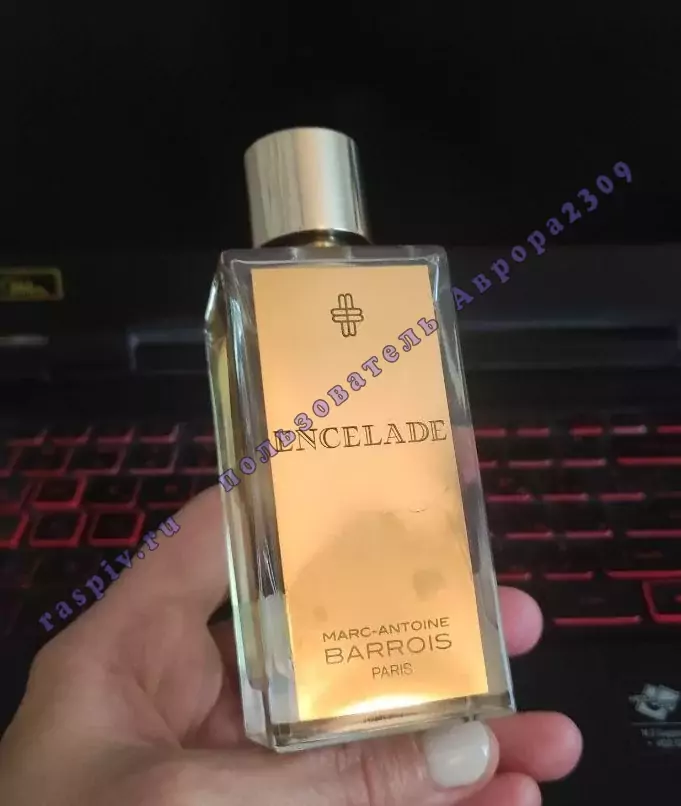 ENCELADE
MARC-ANTOINE
BARROIS
PARIS
raspiv.ru пользователь Аврора2309